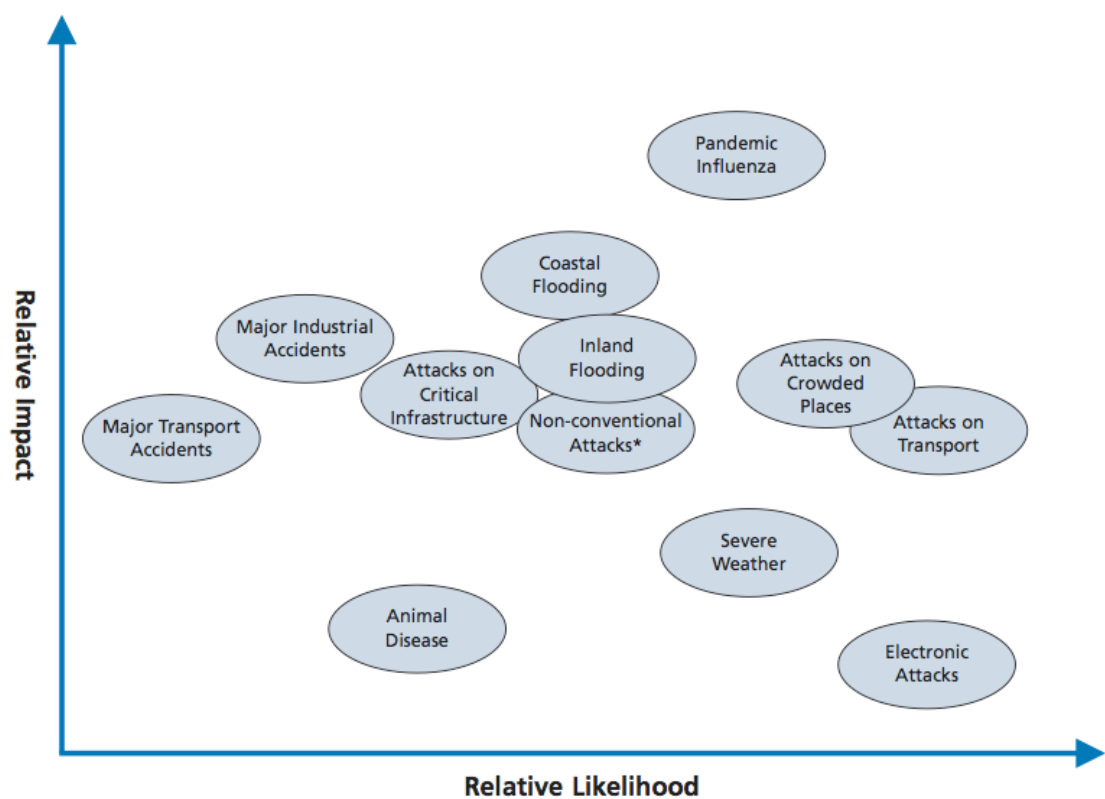 Pandemic
Influenza
Coastal
Flooding
Major Industrial
Accidents
Inland
Flooding
Attacks on
Critical
Infrastructure
Attacks on
Crowded
Places
Major Transport
Accidents
Non-conventional
Attacks*
Attacks on
Transport
Severe
Weather
Animal
Disease
Electronic
Attacks
Relative Impact
Relative Likelihood